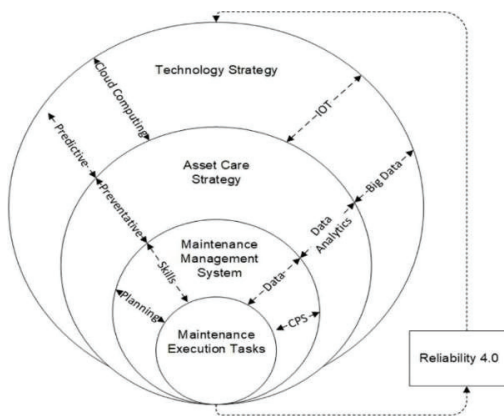 Technology Strategy
Cloud Computing
IOT
Predictive
Big Data
Asset Care
Strategy
Preventative
Data
Analytics
Maintenance
Management
System
Skills
Data
Planning
CPS
Maintenance
Execution Tasks
Reliability 4.0